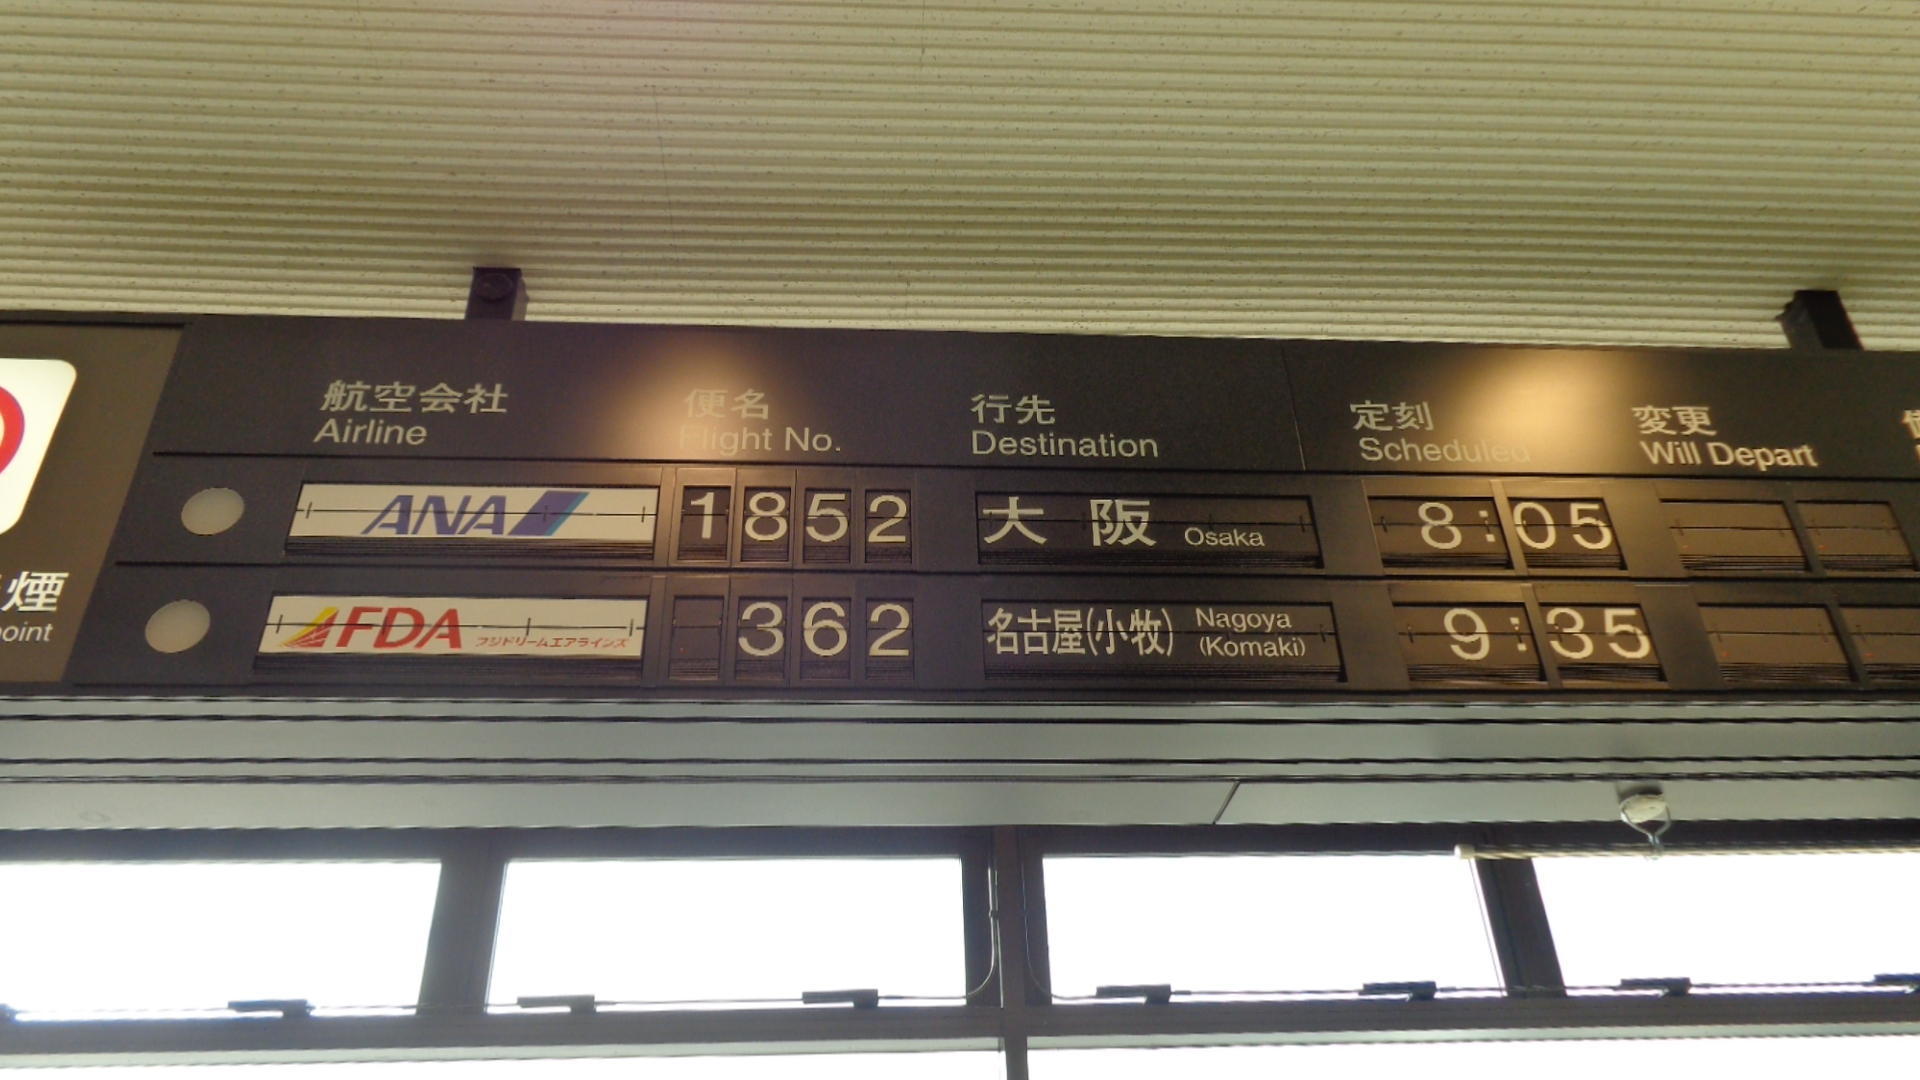 航空会社 便名 行先 定刻 変更
Airline Flight No. Destination Scheduled Will Depart
ANA 1852 大阪 Osaka 8:05
FDA フジドリームエアラインズ 362 名古屋(小牧) Nagoya (Komaki) 9:35
煙
oint